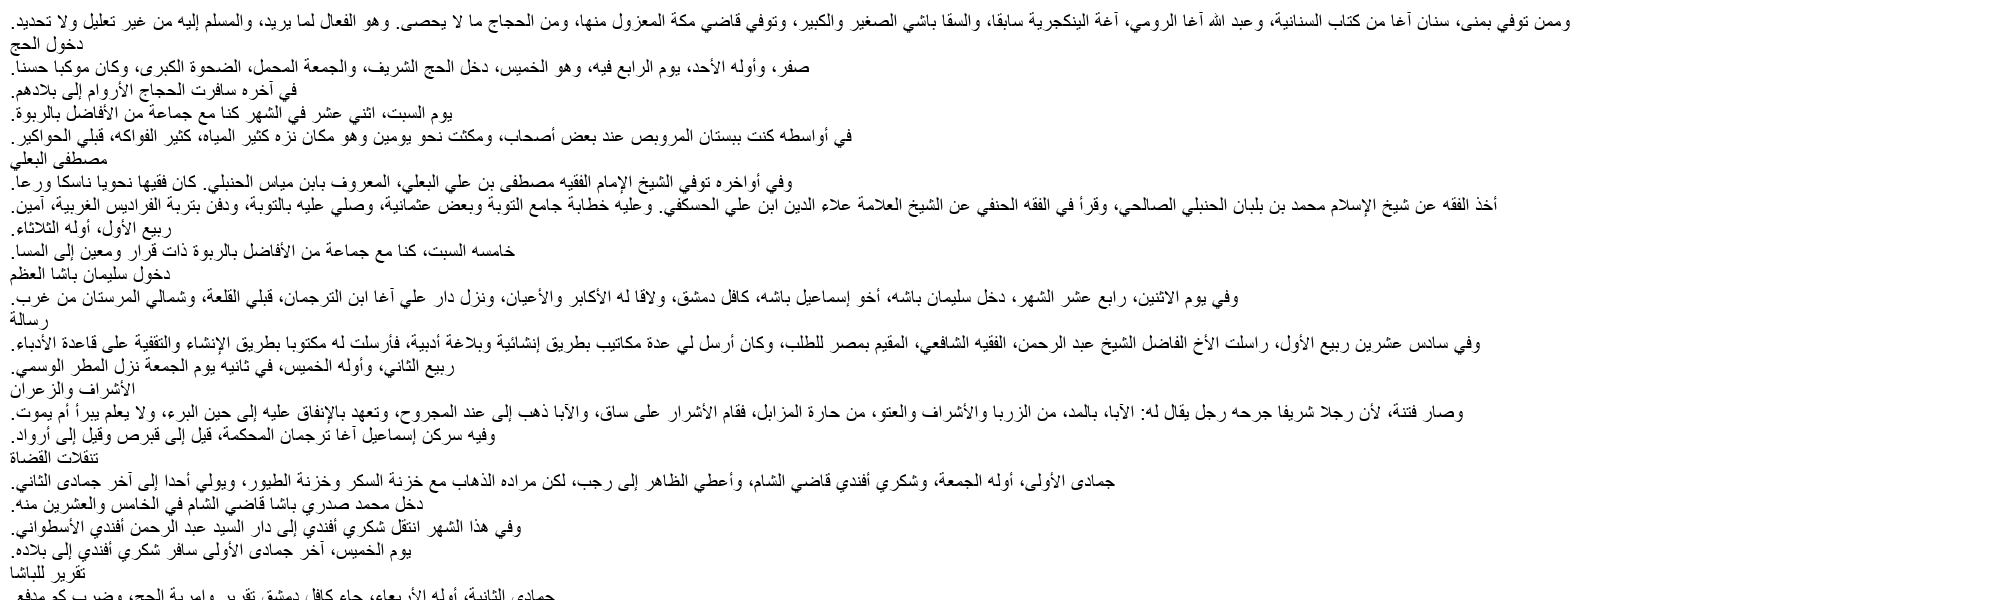 وممن توفي بمنى، سنان آغا من كتاب السنانية، وعبد الله آغا الرومي، آغة الينكجرية سابقا، والسقا باشي الصغير والكبير، وتوفي قاضي مكة المعزول منها، ومن الحجاج ما لا يحصى. وهو الفعال لما يريد، والمسلم إليه من غير تعليل ولا تحديد.
دخول الحج
صفر، وأوله الأحد، يوم الرابع فيه، وهو الخميس، دخل الحج الشريف، والجمعة المحمل، الضحوة الكبرى، وكان موكبا حسنا.
في آخره سافرت الحجاج الأروام إلى بلادهم.
يوم السبت، اثني عشر في الشهر كنا مع جماعة من الأفاضل بالربوة.
في أواسطه كنت ببستان المروبص عند بعض أصحاب، ومكثت نحو يومين وهو مكان نزه كثير المياه، كثير الفواكه، قبلي الحواكير.
مصطفى البعلي
وفي أواخره توفي الشيخ الإمام الفقيه مصطفى بن علي البعلي، المعروف بابن مياس الحنبلي. كان فقيها نحويا ناسكا ورعا.
أخذ الفقه عن شيخ الإسلام محمد بن بلبان الحنبلي الصالحي، وقرأ في الفقه الحنفي عن الشيخ العلامة علاء الدين ابن علي الحسكفي. وعليه خطابة جامع التوبة وبعض عثمانية، وصلي عليه بالتوبة، ودفن بتربة الفراديس الغربية، آمين.
ربيع الأول، أوله الثلاثاء.
خامسه السبت، كنا مع جماعة من الأفاضل بالربوة ذات قرار ومعين إلى المسا.
دخول سليمان باشا العظم
وفي يوم الاثنين، رابع عشر الشهر، دخل سليمان باشه، أخو إسماعيل باشه، كافل دمشق، ولاقا له الأكابر والأعيان، ونزل دار علي آغا ابن الترجمان، قبلي القلعة، وشمالي المرستان من غرب.
رسالة
وفي سادس عشرين ربيع الأول، راسلت الأخ الفاضل الشيخ عبد الرحمن، الفقيه الشافعي، المقيم بمصر للطلب، وكان أرسل لي عدة مكاتيب بطريق إنشائية وبلاغة أدبية، فأرسلت له مكتوبا بطريق الإنشاء والتقفية على قاعدة الأدباء.
ربيع الثاني، وأوله الخميس، في ثانيه يوم الجمعة نزل المطر الوسمي.
الأشراف والزعران
وصار فتنة، لأن رجلا شريفا جرحه رجل يقال له: الآبا، بالمد، من الزربا والأشراف والعتو، من حارة المزابل، فقام الأشرار على ساق، والآبا ذهب إلى عند المجروح، وتعهد بالإنفاق عليه إلى حين البرء، ولا يعلم يبرأ أم يموت.
وفيه سركن إسماعيل آغا ترجمان المحكمة، قيل إلى قبرص وقيل إلى أرواد.
تنقلات القضاة
جمادى الأولى، أوله الجمعة، وشكري أفندي قاضي الشام، وأعطي الظاهر إلى رجب، لكن مراده الذهاب مع خزنة السكر وخزنة الطيور، ويولي أحدا إلى آخر جمادى الثاني.
دخل محمد صدري باشا قاضي الشام في الخامس والعشرين منه.
وفي هذا الشهر انتقل شكري أفندي إلى دار السيد عبد الرحمن أفندي الأسطواني.
يوم الخميس، آخر جمادى الأولى سافر شكري أفندي إلى بلاده.
تقرير للباشا
جمادى الثانية، أوله الأربعاء، جاء كافل دمشق تقرير وإمرية الحج، وضرب كم مدفع.